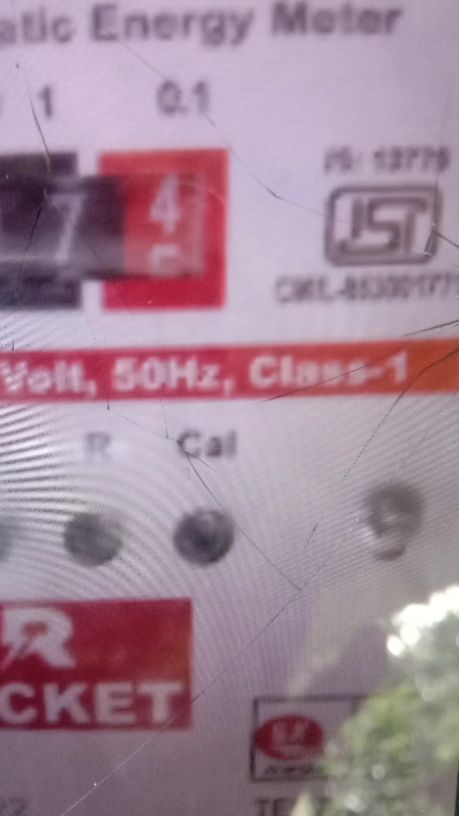 atic Energy Meter
1 0.1
IS: 13779
7 4
ISI
Volt, 50Hz, Class-1
R Cal
R
CKET